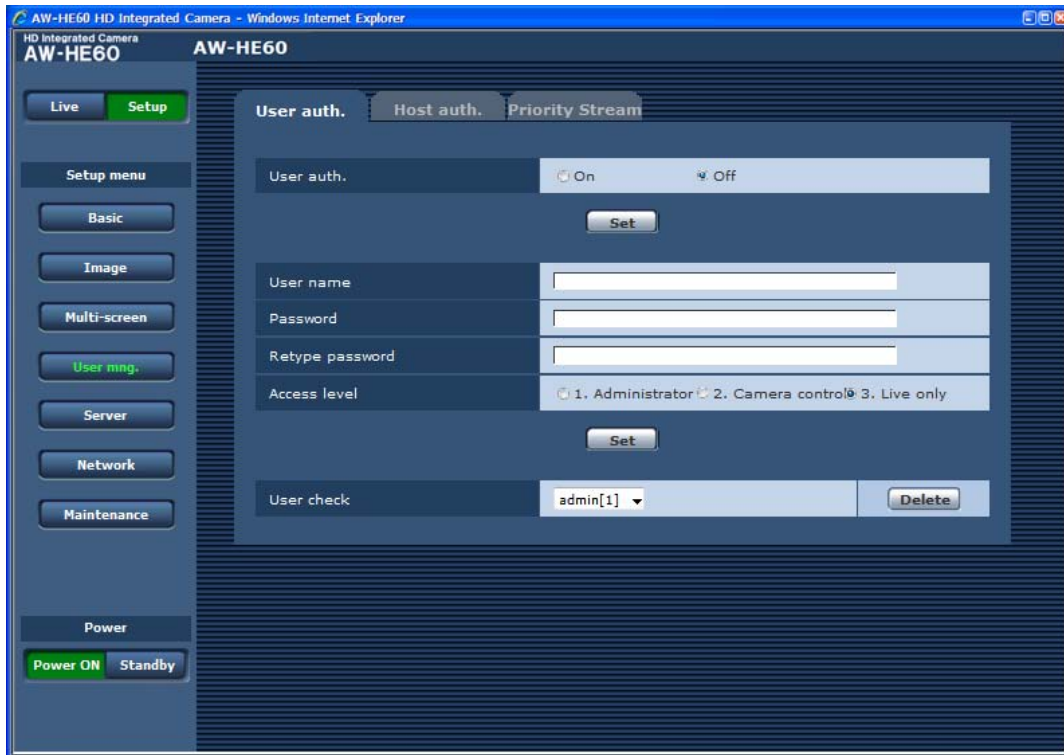 AW-HE60 HD Integrated Camera - Windows Internet Explorer
HD Integrated Camera
AW-HE60
AW-HE60
Live
Setup
Setup menu
Basic
Image
Multi-screen
User mng.
Server
Network
Maintenance
Power
Power ON
Standby
User auth.
Host auth.
Priority Stream
User auth.
On
Off
Set
User name
Password
Retype password
Access level
1. Administrator
2. Camera control
3. Live only
Set
User check
admin[1]
Delete